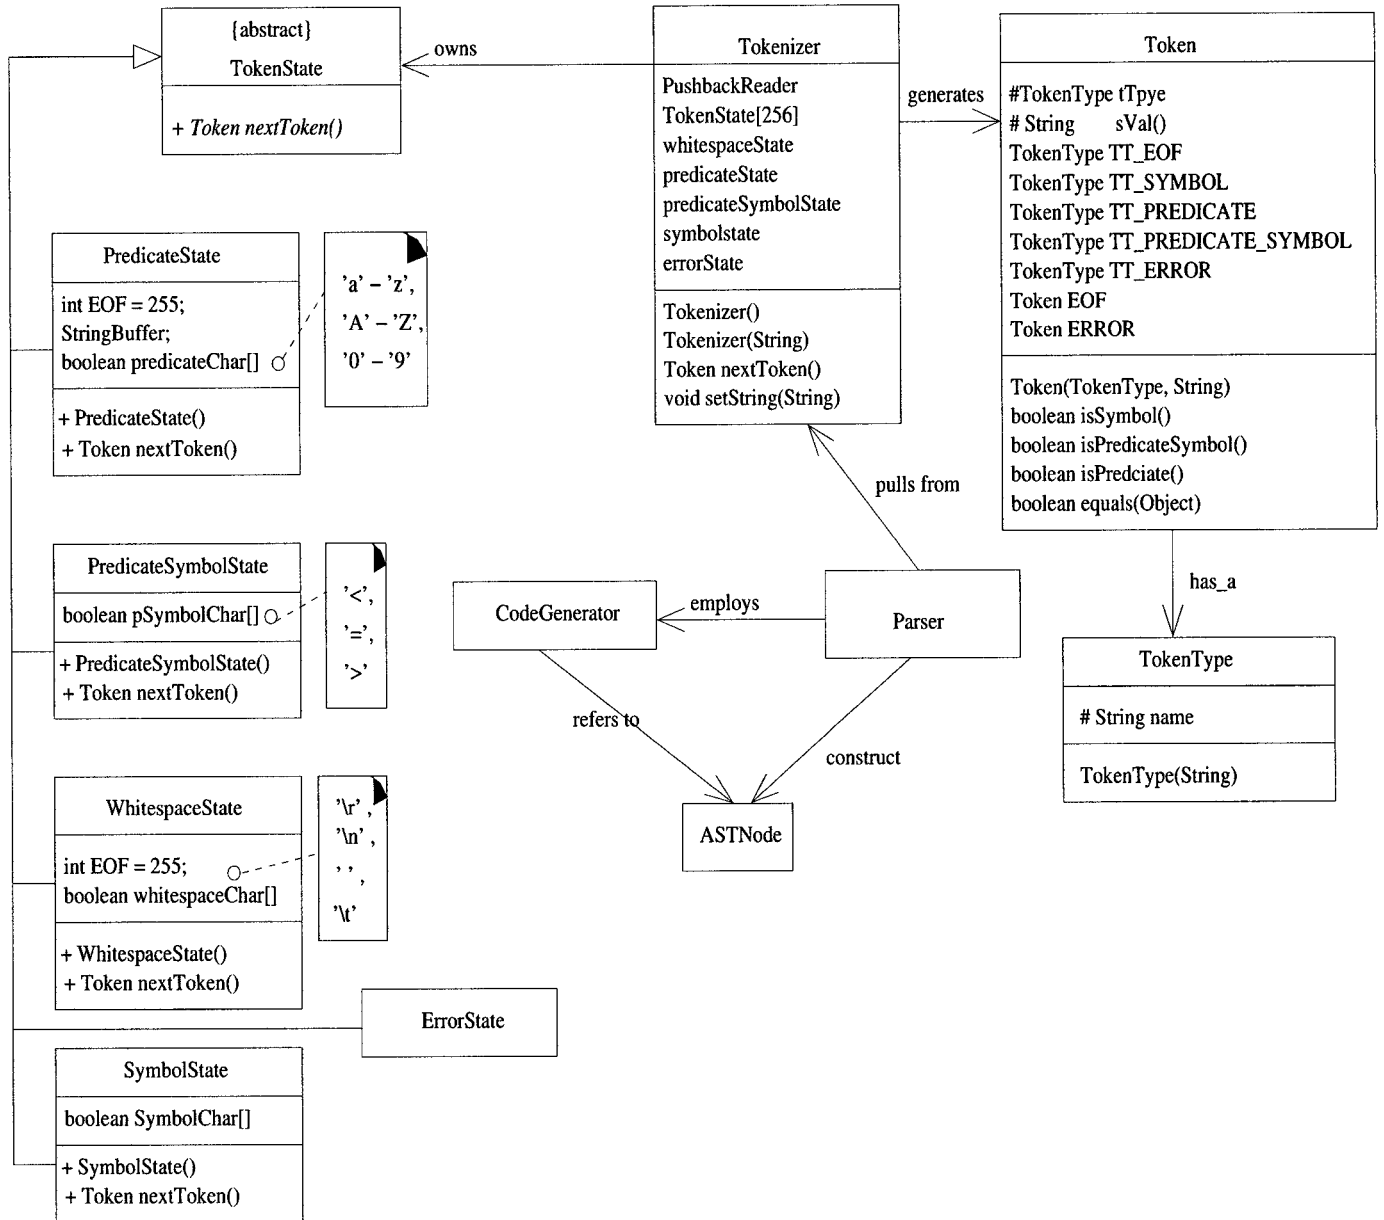 {abstract}
TokenState
+ Token nextToken()
owns
Tokenizer
PushbackReader
TokenState[256]
whitespaceState
predicateState
predicateSymbolState
symbolstate
errorState
Tokenizer()
Tokenizer(String)
Token nextToken()
void setString(String)
generates
Token
#TokenType tTpye
# String sVal()
TokenType TT_EOF
TokenType TT_SYMBOL
TokenType TT_PREDICATE
TokenType TT_PREDICATE_SYMBOL
TokenType TT_ERROR
Token EOF
Token ERROR
Token(TokenType, String)
boolean isSymbol()
boolean isPredicateSymbol()
boolean isPredciate()
boolean equals(Object)
PredicateState
int EOF = 255;
StringBuffer;
boolean predicateChar[]
+ PredicateState()
+ Token nextToken()
'a' – 'z',
'A' – 'Z',
'0' – '9'
pulls from
has_a
PredicateSymbolState
boolean pSymbolChar[]
+ PredicateSymbolState()
+ Token nextToken()
'<',
'=',
'>'
CodeGenerator
employs
Parser
TokenType
# String name
TokenType(String)
refers to
construct
ASTNode
WhitespaceState
int EOF = 255;
boolean whitespaceChar[]
+ WhitespaceState()
+ Token nextToken()
'\r',
'\n' ,
' ' ,
'\t'
ErrorState
SymbolState
boolean SymbolChar[]
+ SymbolState()
+ Token nextToken()